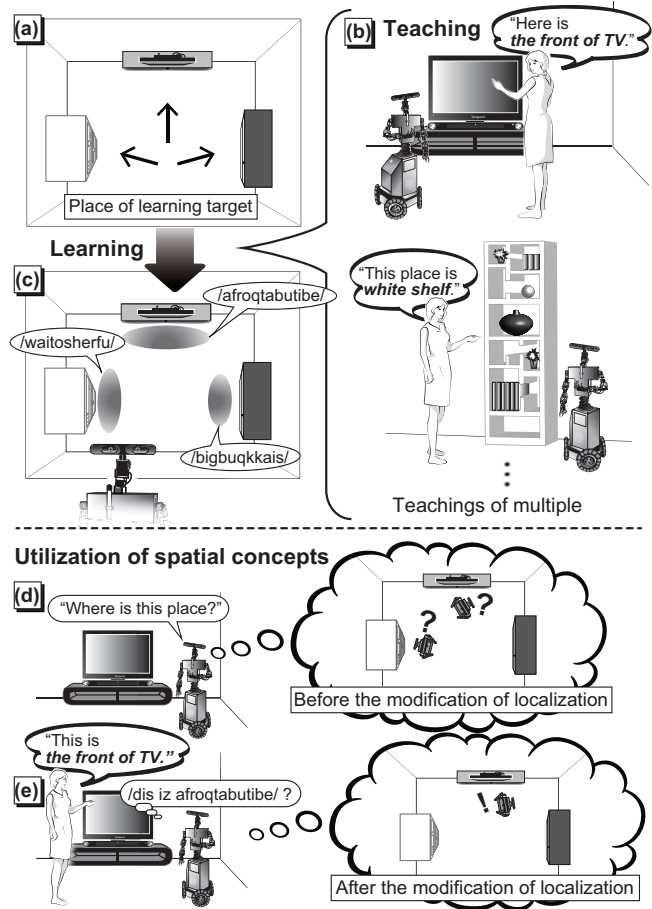 (a)
Place of learning target
Learning
(b) Teaching
"Here is
the front of TV."
"This place is
white shelf."
Teachings of multiple
(c)
/afroqtabutibe/
/waitosherfu/
/bigbuqkkais/
Utilization of spatial concepts
(d)
"Where is this place?"
?
?
Before the modification of localization
"This is
the front of TV."
(e)
/dis iz afroqtabutibe/ ?
!
After the modification of localization